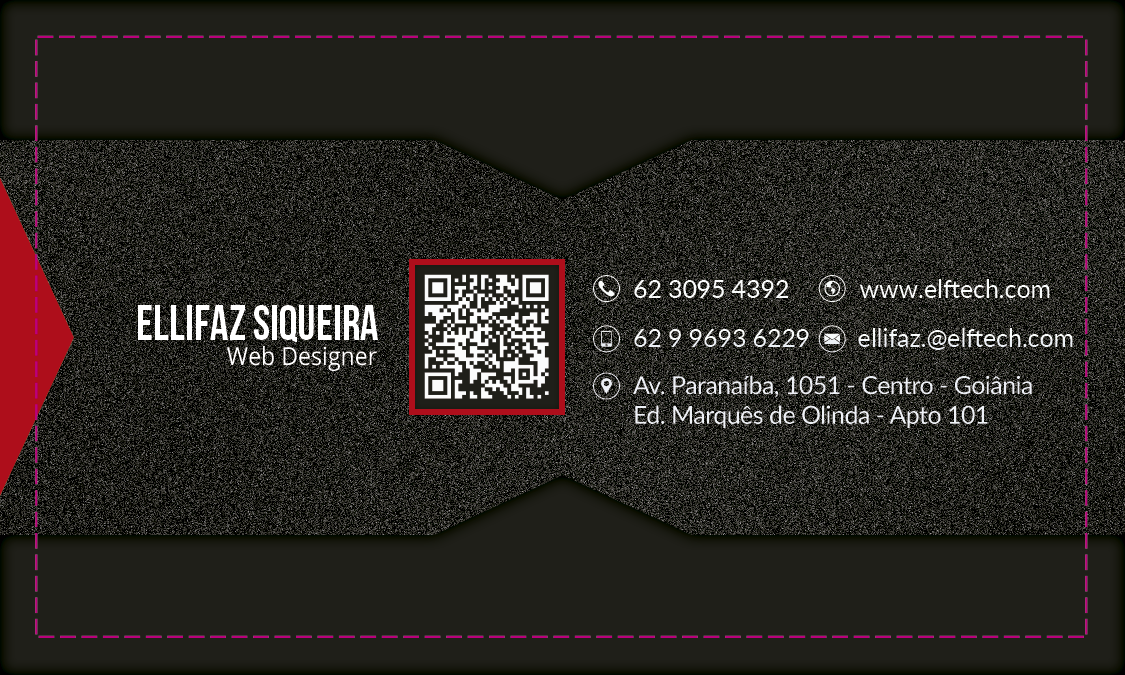 ELLIFAZ SIQUEIRA
Web Designer
62 3095 4392
www.elftech.com
62 9 9693 6229
ellifaz.@elftech.com
Av. Paranaíba, 1051 - Centro - Goiânia
Ed. Marquês de Olinda - Apto 101